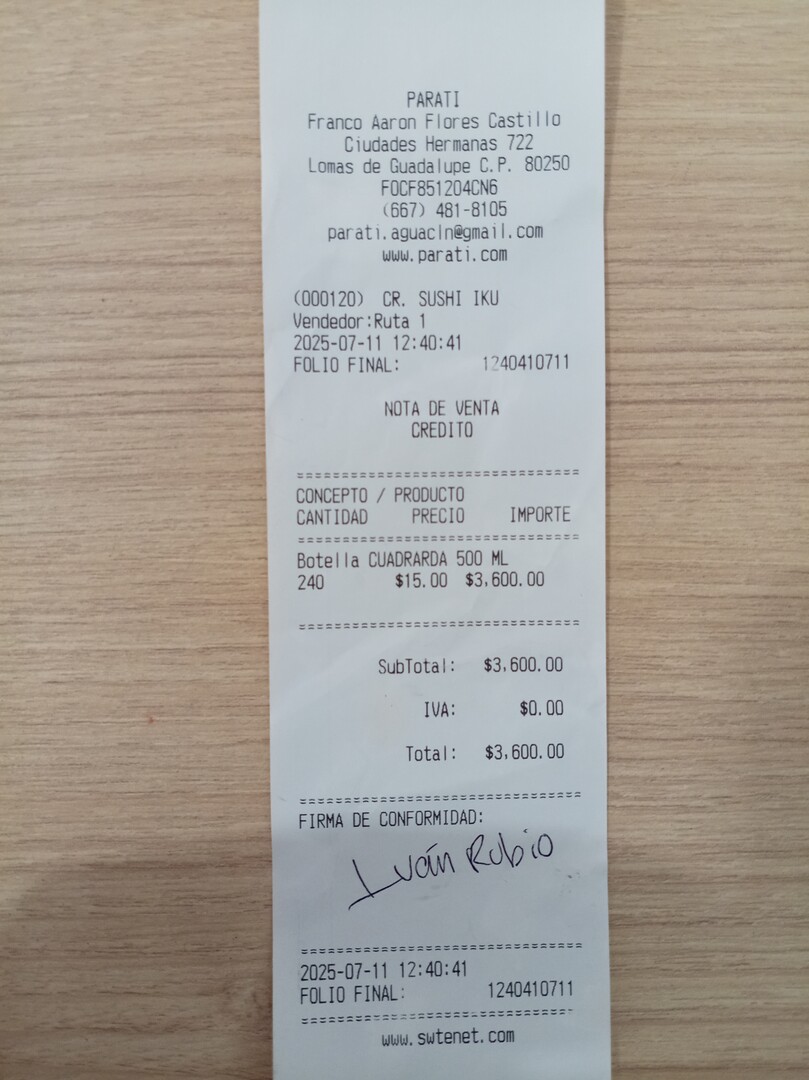 PARATI
Franco Aaron Flores Castillo
Ciudades Hermanas 722
Lomas de Guadalupe C.P. 80250
FOCF851204CN6
(667) 481-8105
parati.aguacln@gmail.com
www.parati.com
(000120) CR. SUSHI IKU
Vendedor:Ruta 1
2025-07-11 12:40:41
FOLIO FINAL: 1240410711
NOTA DE VENTA
CREDITO
================================
CONCEPTO / PRODUCTO
CANTIDAD PRECIO IMPORTE
================================
Botella CUADRARDA 500 ML
240 $15.00 $3,600.00
================================
SubTotal: $3,600.00
IVA: $0.00
Total: $3,600.00
================================
FIRMA DE CONFORMIDAD:
Iván Rubio
================================
2025-07-11 12:40:41
FOLIO FINAL: 1240410711
================================
www.swtenet.com